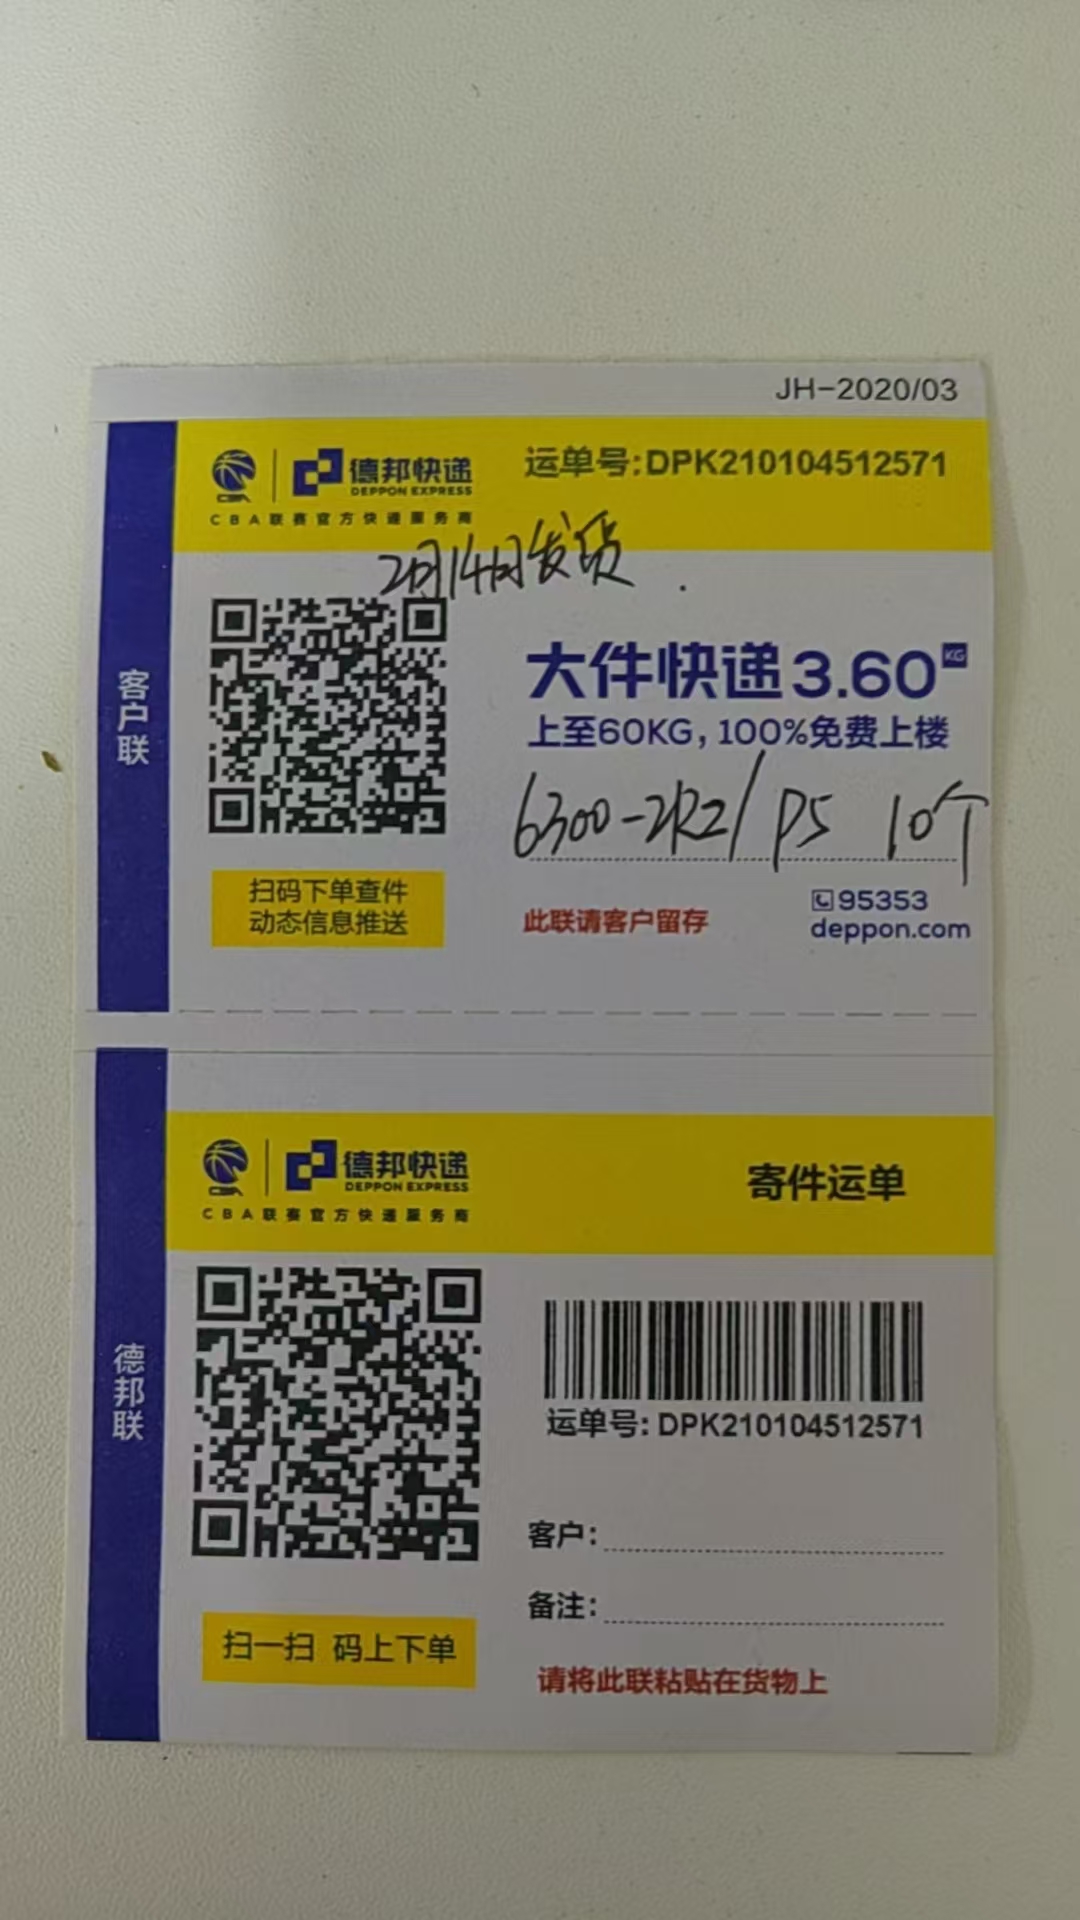 JH-2020/03
德邦快递
DEPPON EXPRESS
CBA联赛官方快递服务商
运单号:DPK210104512571
2月14日发货
客户联
大件快递3.60KG
上至60KG,100%免费上楼
6300-2RZ/P5 10个
扫码下单查件
动态信息推送
此联请客户留存
95353
deppon.com
德邦快递
DEPPON EXPRESS
CBA联赛官方快递服务商
寄件运单
德邦联
运单号: DPK210104512571
客户:
备注:
扫一扫 码上下单
请将此联粘贴在货物上